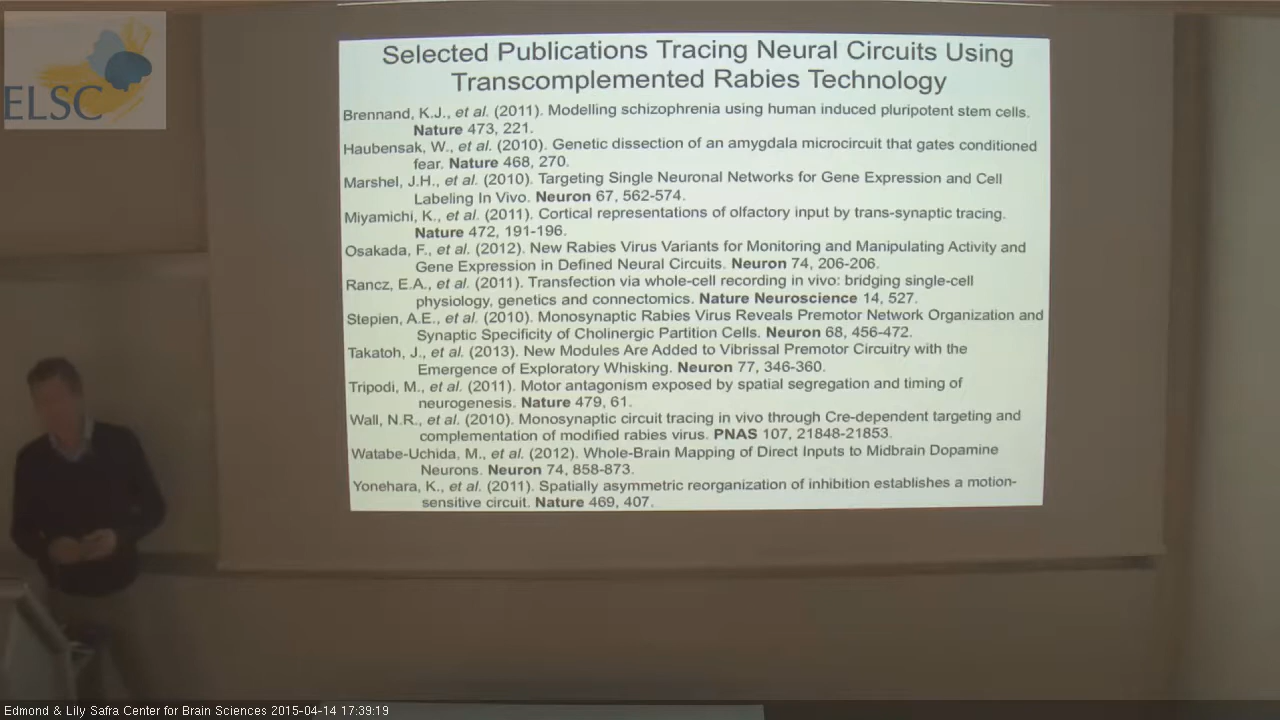 ELSC
Selected Publications Tracing Neural Circuits Using
Transcomplemented Rabies Technology
Brennand, K.J., et al. (2011). Modelling schizophrenia using human induced pluripotent stem cells.
Nature 473, 221.
Haubensak, W., et al. (2010). Genetic dissection of an amygdala microcircuit that gates conditioned
fear. Nature 468, 270.
Marshel, J.H., et al. (2010). Targeting Single Neuronal Networks for Gene Expression and Cell
Labeling In Vivo. Neuron 67, 562-574.
Miyamichi, K., et al. (2011). Cortical representations of olfactory input by trans-synaptic tracing.
Nature 472, 191-196.
Osakada, F., et al. (2012). New Rabies Virus Variants for Monitoring and Manipulating Activity and
Gene Expression in Defined Neural Circuits. Neuron 74, 206-206.
Rancz, E.A., et al. (2011). Transfection via whole-cell recording in vivo: bridging single-cell
physiology, genetics and connectomics. Nature Neuroscience 14, 527.
Stepien, A.E., et al. (2010). Monosynaptic Rabies Virus Reveals Premotor Network Organization and
Synaptic Specificity of Cholinergic Partition Cells. Neuron 68, 456-472.
Takatoh, J., et al. (2013). New Modules Are Added to Vibrissal Premotor Circuitry with the
Emergence of Exploratory Whisking. Neuron 77, 346-360.
Tripodi, M., et al. (2011). Motor antagonism exposed by spatial segregation and timing of
neurogenesis. Nature 479, 61.
Wall, N.R., et al. (2010). Monosynaptic circuit tracing in vivo through Cre-dependent targeting and
complementation of modified rabies virus. PNAS 107, 21848-21853.
Watabe-Uchida, M., et al. (2012). Whole-Brain Mapping of Direct Inputs to Midbrain Dopamine
Neurons. Neuron 74, 858-873.
Yonehara, K., et al. (2011). Spatially asymmetric reorganization of inhibition establishes a motion-
sensitive circuit. Nature 469, 407.
Edmond & Lily Safra Center for Brain Sciences 2015-04-14 17:39:19